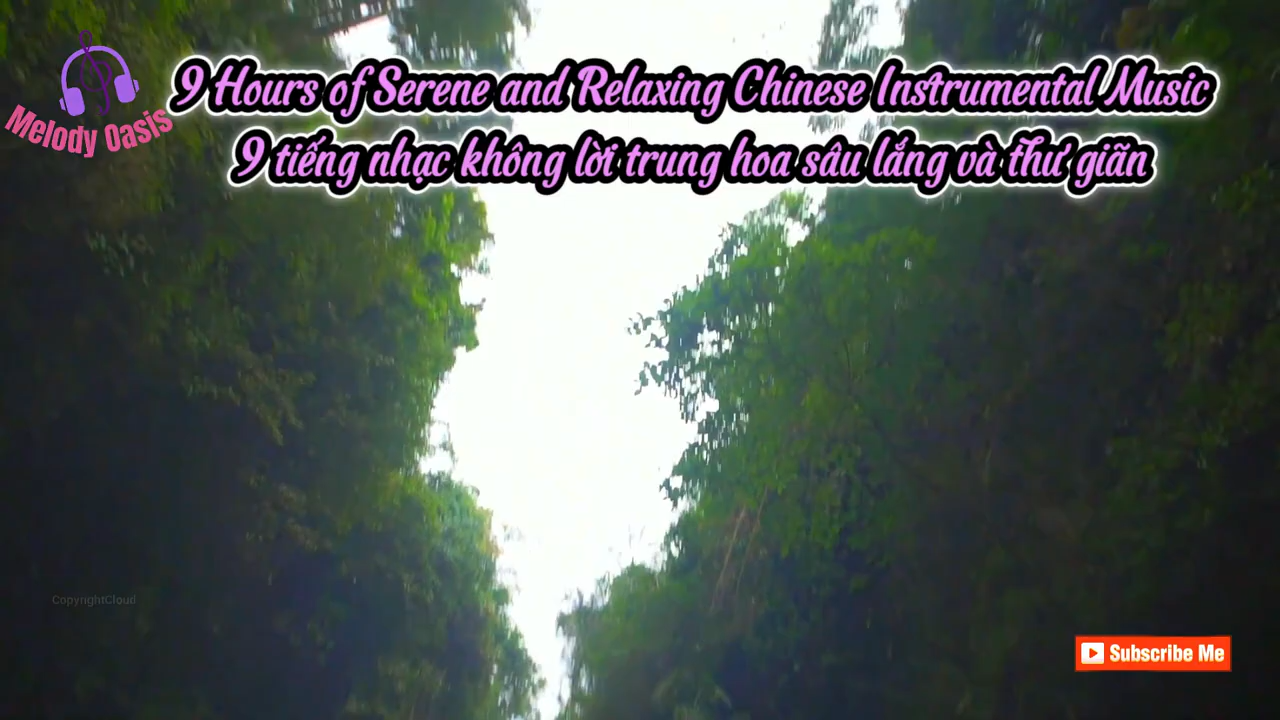 9 Hours of Serene and Relaxing Chinese Instrumental Music
9 tiếng nhạc không lời trung hoa sâu lắng và thư giãn
Melody Oasis
CopyrightCloud
Subscribe Me